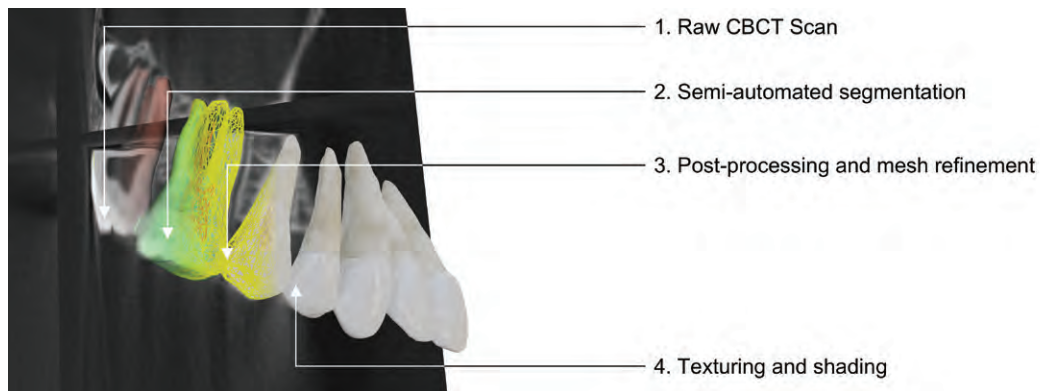 1. Raw CBCT Scan
2. Semi-automated segmentation
3. Post-processing and mesh refinement
4. Texturing and shading